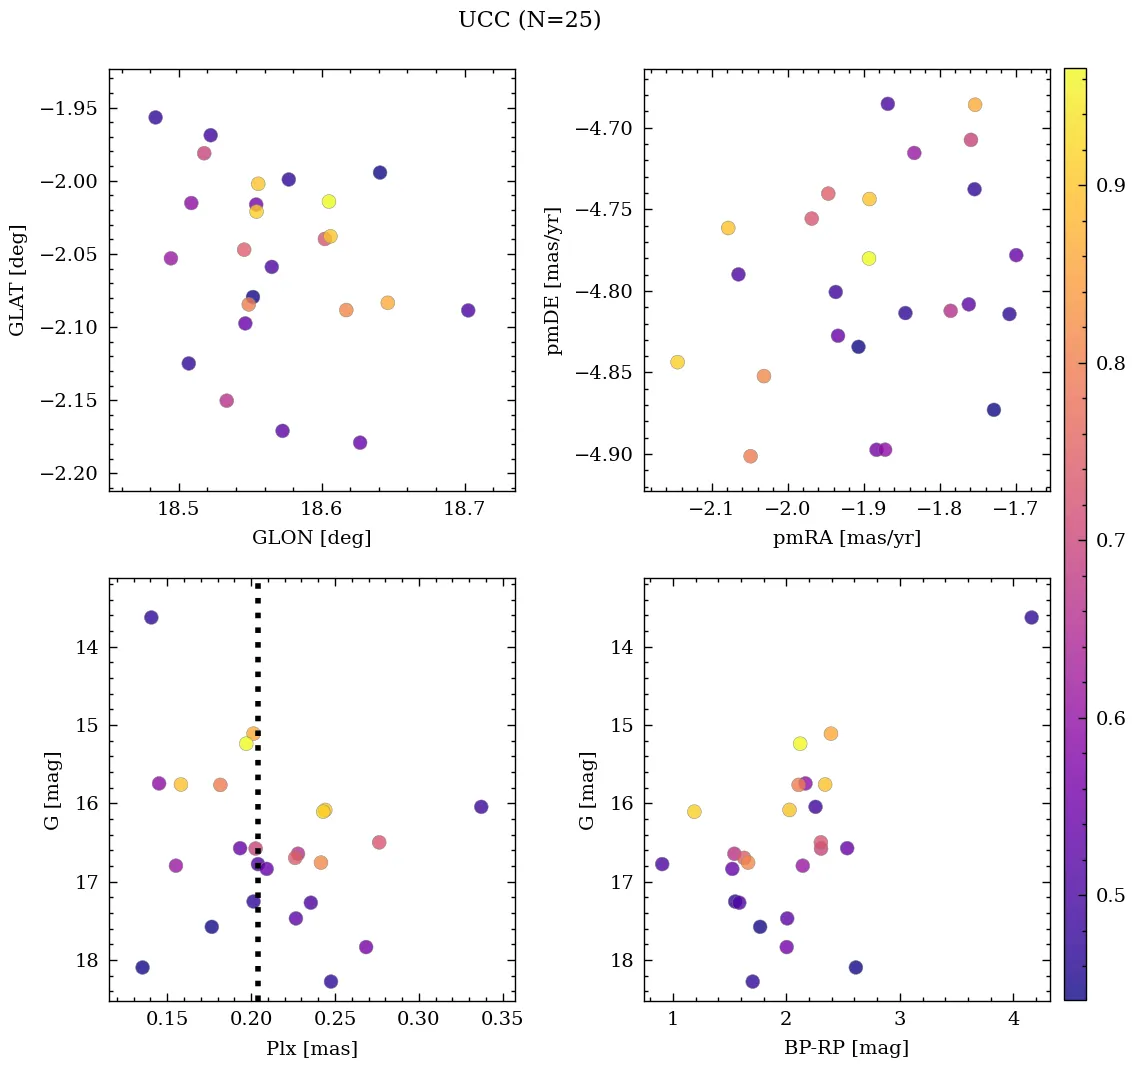 UCC (N=25)
−1.95
−2.00
−2.05
−2.10
−2.15
−2.20
GLAT [deg]
18.5 18.6 18.7
GLON [deg]
−4.70
−4.75
−4.80
−4.85
−4.90
pmDE [mas/yr]
−2.1 −2.0 −1.9 −1.8 −1.7
pmRA [mas/yr]
14
15
16
17
18
G [mag]
0.15 0.20 0.25 0.30 0.35
Plx [mas]
14
15
16
17
18
G [mag]
1 2 3 4
BP-RP [mag]
0.9
0.8
0.7
0.6
0.5